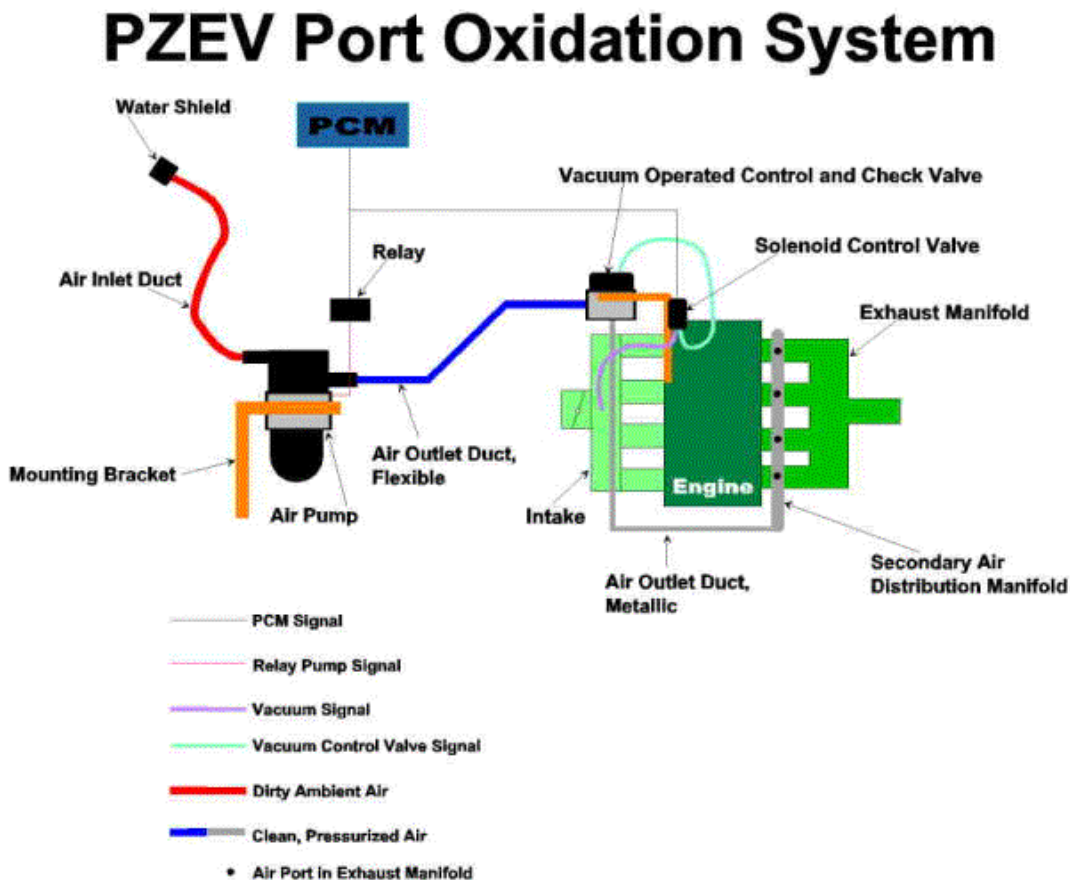 PZEV Port Oxidation System
Water Shield
PCM
Vacuum Operated Control and Check Valve
Relay
Solenoid Control Valve
Air Inlet Duct
Exhaust Manifold
Mounting Bracket
Air Outlet Duct,
Flexible
Air Pump
Intake
Engine
Air Outlet Duct,
Metallic
Secondary Air
Distribution Manifold
PCM Signal
Relay Pump Signal
Vacuum Signal
Vacuum Control Valve Signal
Dirty Ambient Air
Clean, Pressurized Air
Air Port in Exhaust Manifold